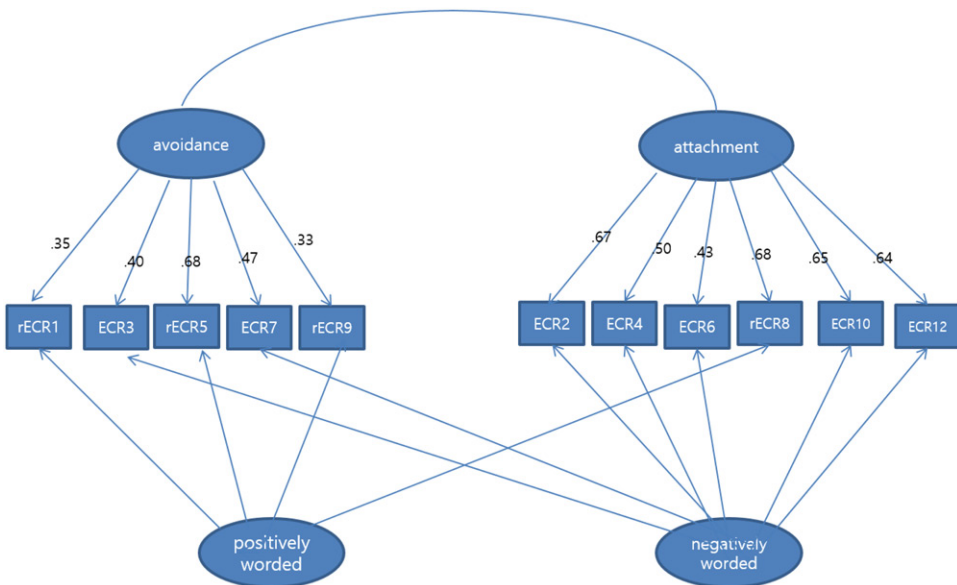 avoidance
attachment
.35
.40
.68
.47
.33
.67
.50
.43
.68
.65
.64
rECR1
ECR3
rECR5
ECR7
rECR9
ECR2
ECR4
ECR6
rECR8
ECR10
ECR12
positively
worded
negatively
worded